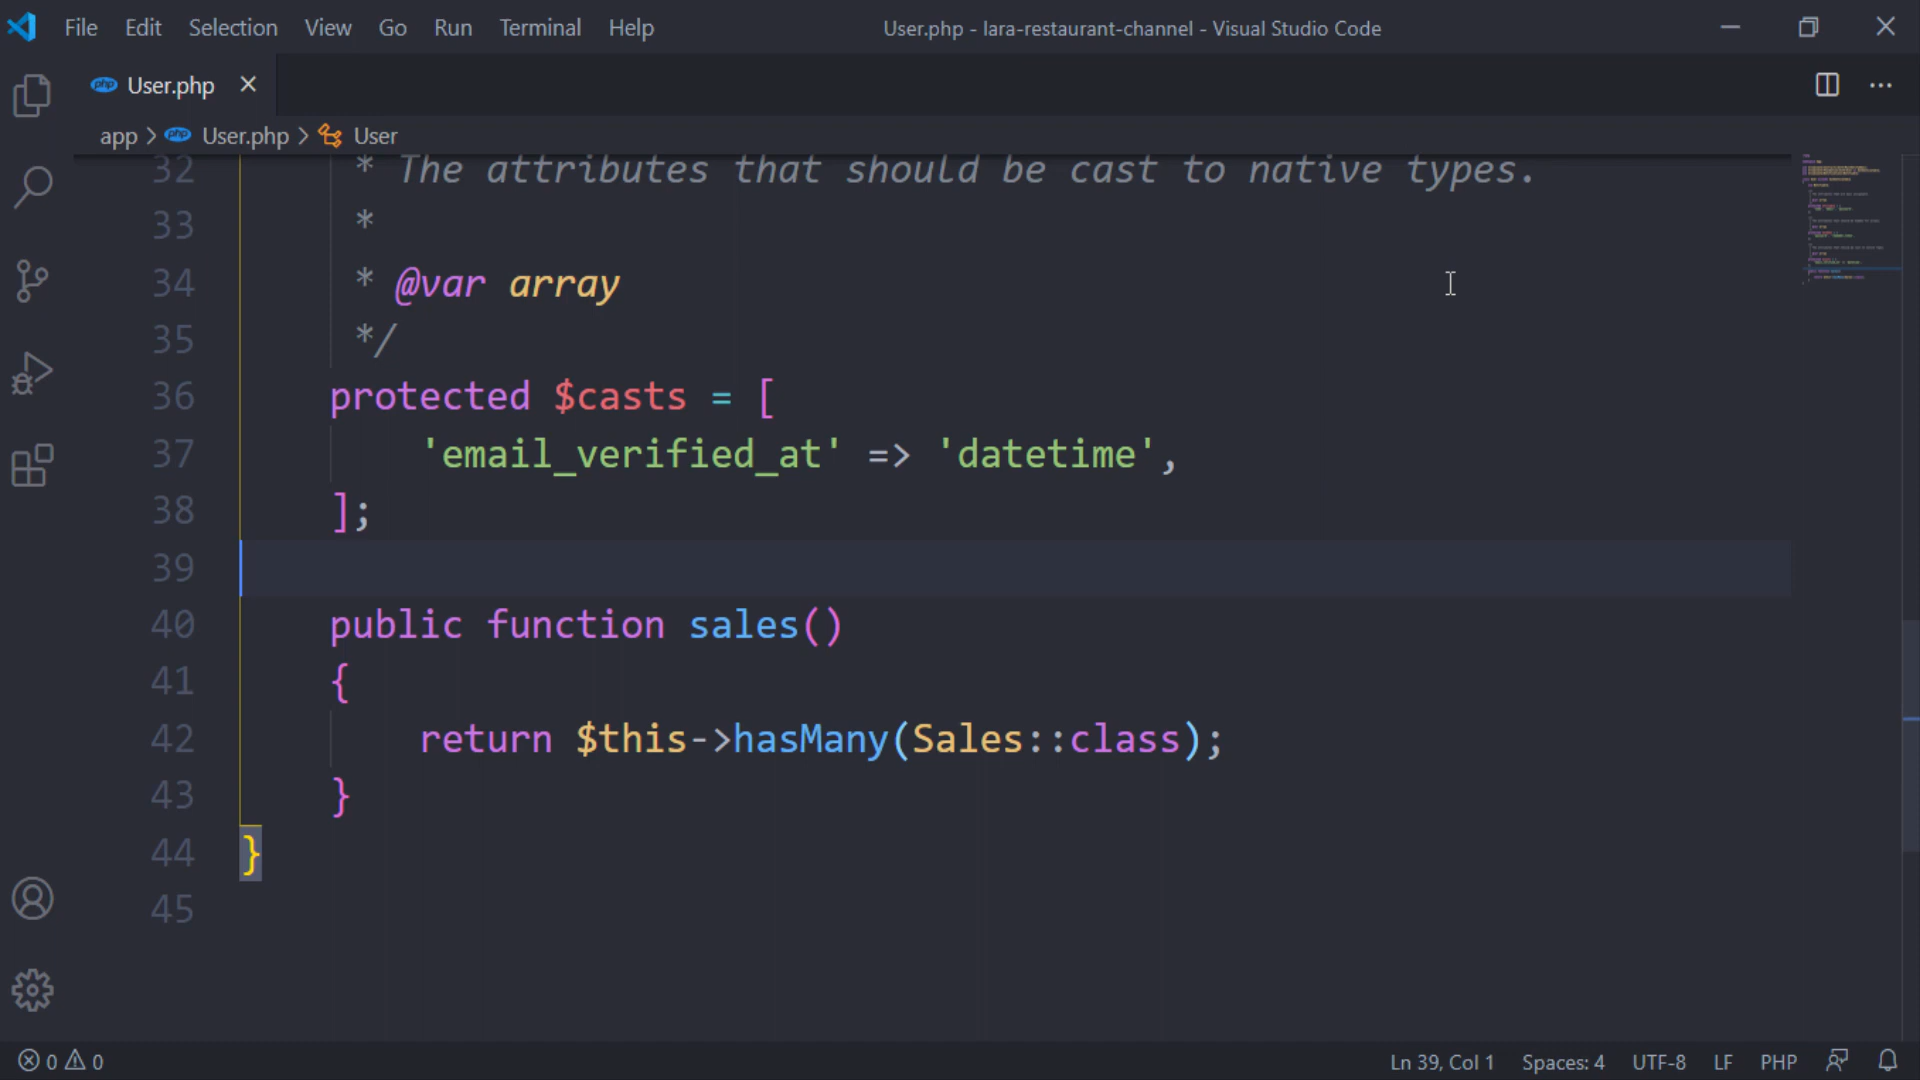 File Edit Selection View Go Run Terminal Help User.php - lara-restaurant-channel - Visual Studio Code
php User.php
app > php User.php > User
32 * The attributes that should be cast to native types.
33 *
34 * @var array
35 */
36 protected $casts = [
37 'email_verified_at' => 'datetime',
38 ];
39
40 public function sales()
41 {
42 return $this->hasMany(Sales::class);
43 }
44 }
45
0 0 Ln 39, Col 1 Spaces: 4 UTF-8 LF PHP